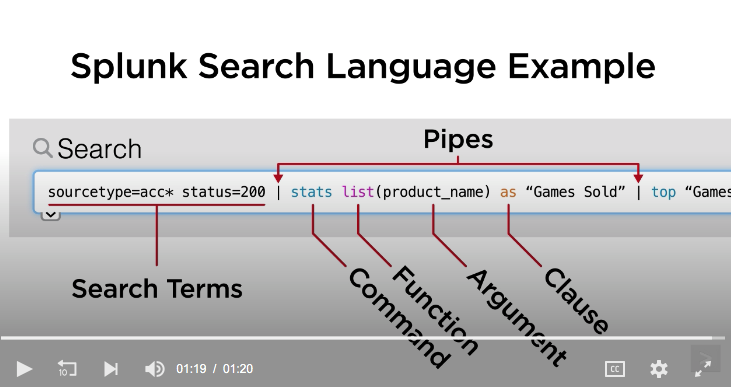 Splunk Search Language Example
Search
Pipes
sourcetype=acc* status=200 | stats list(product_name) as “Games Sold” | top “Games
Search Terms
Command
Function
Argument
Clause
10
01:19 / 01:20
CC